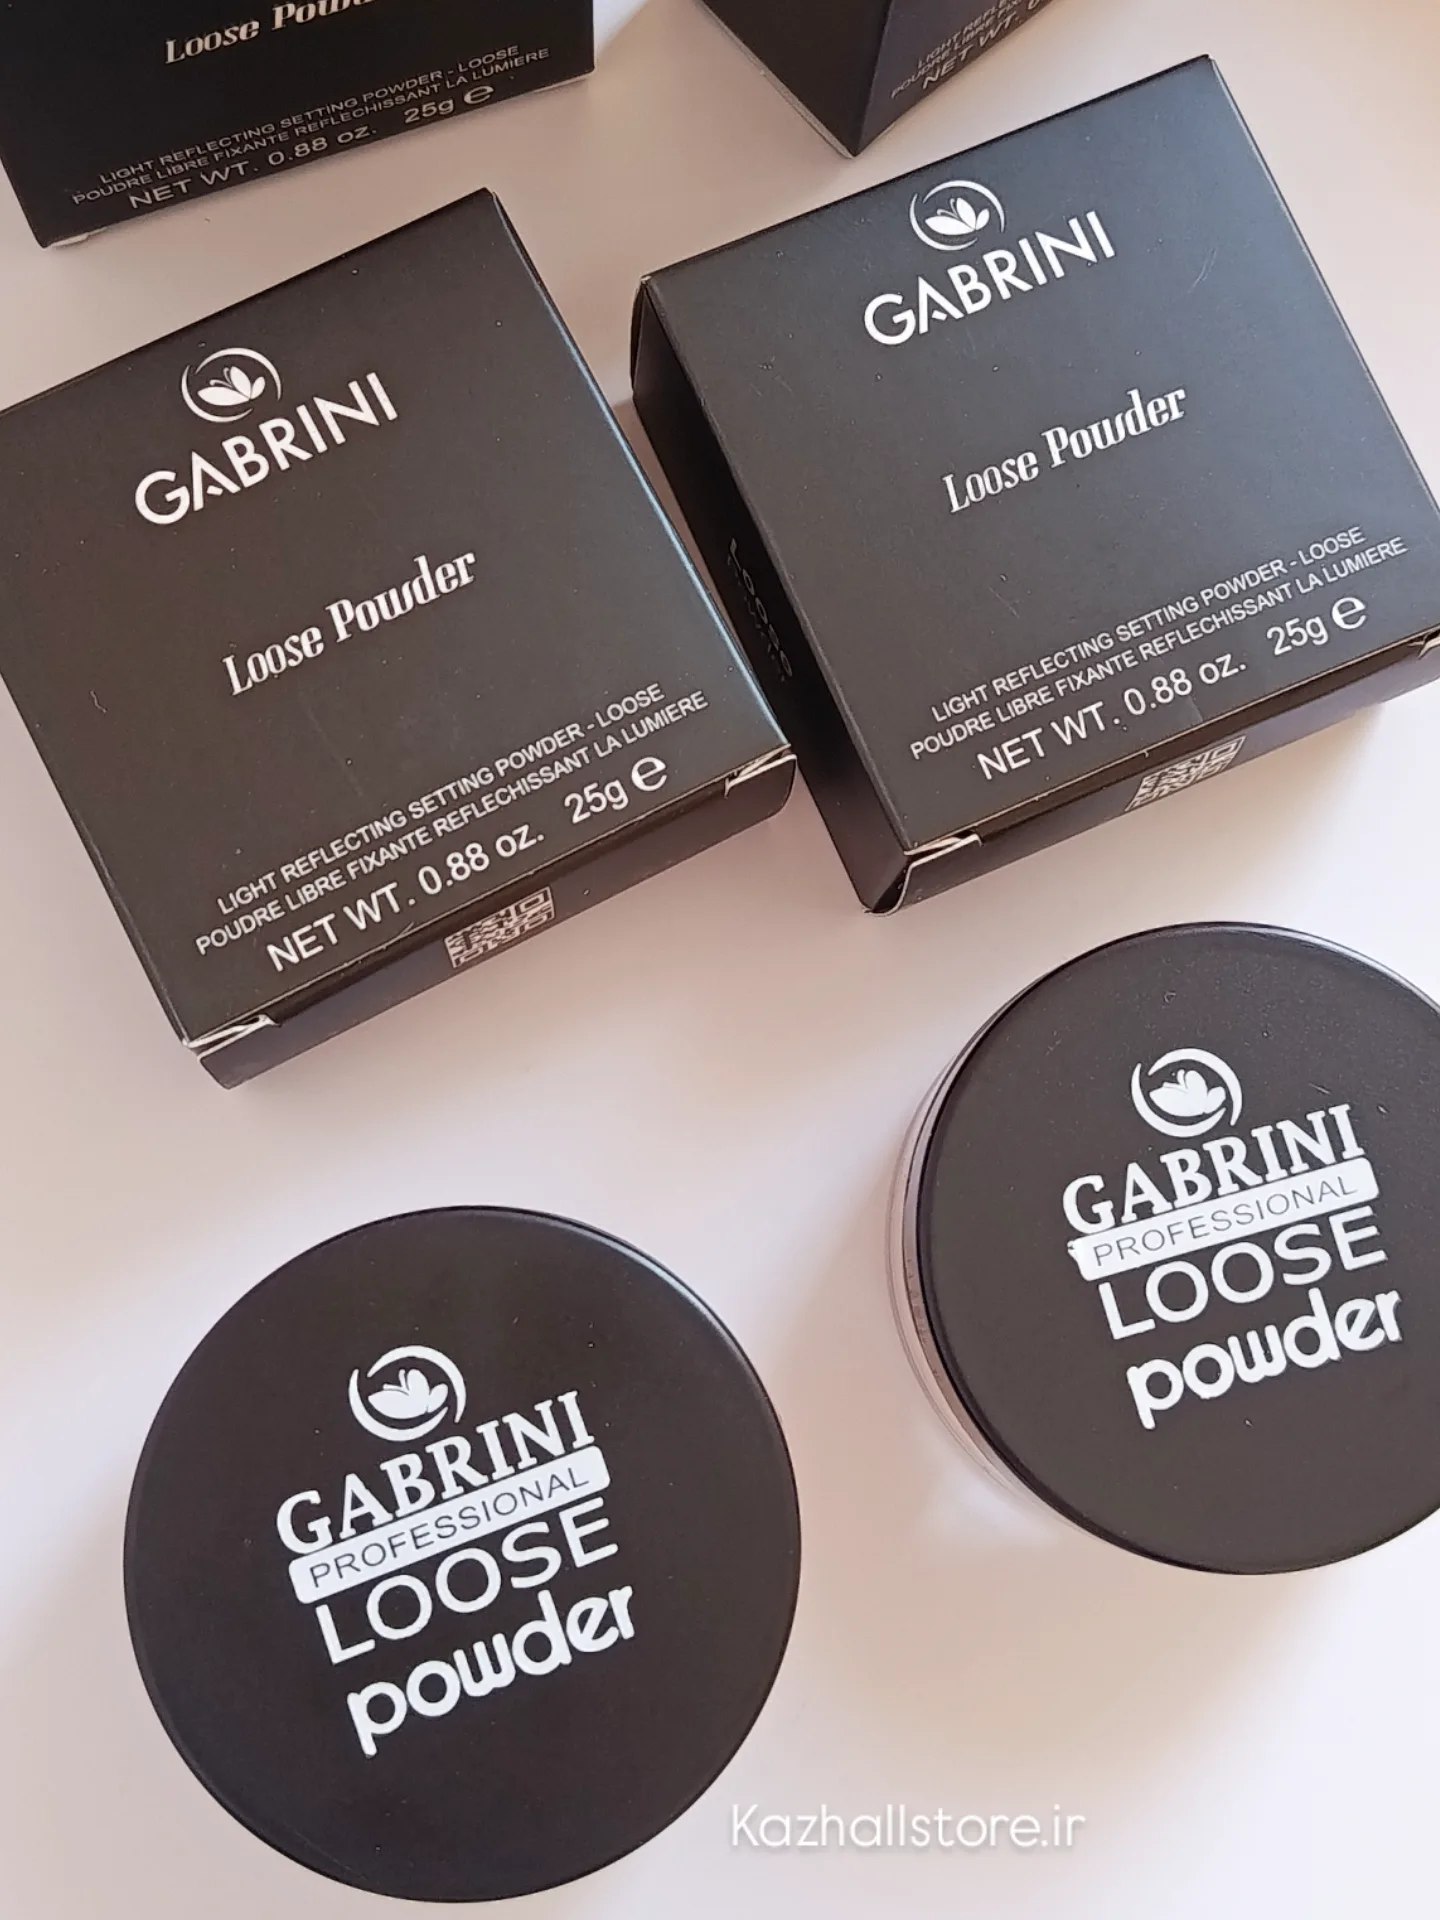 Loose
LIGHT REFLECTING SETTING POWDER - LOOSE
POUDRE LIBRE FIXANTE REFLECHISSANT LA LUMIERE
NET WT. 0.88 oz. 25g e
NET WT.
GABRINI
Loose Powder
LIGHT REFLECTING SETTING POWDER - LOOSE
POUDRE LIBRE FIXANTE REFLECHISSANT LA LUMIERE
NET WT. 0.88 oz. 25g e
GABRINI
Loose Powder
LIGHT REFLECTING SETTING POWDER - LOOSE
POUDRE LIBRE FIXANTE REFLECHISSANT LA LUMIERE
NET WT. 0.88 oz. 25g e
Loose
GABRINI
PROFESSIONAL
LOOSE
powder
GABRINI
PROFESSIONAL
LOOSE
powder
Kazhallstore.ir